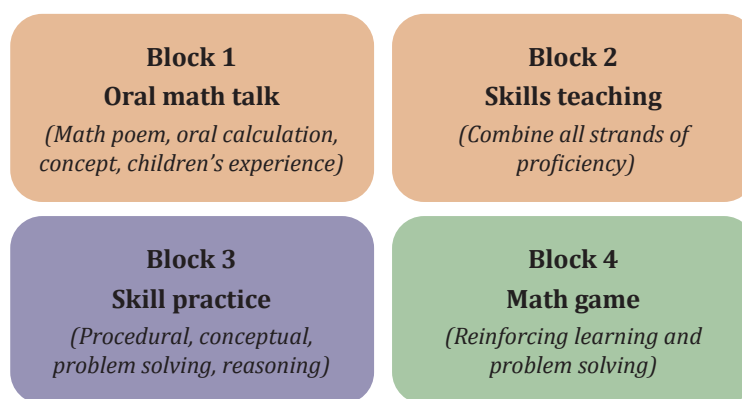 Block 1
Oral math talk
(Math poem, oral calculation,
concept, children’s experience)
Block 2
Skills teaching
(Combine all strands of
proficiency)
Block 3
Skill practice
(Procedural, conceptual,
problem solving, reasoning)
Block 4
Math game
(Reinforcing learning and
problem solving)